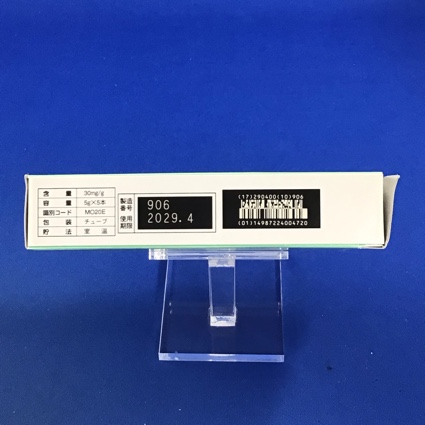 含量 30mg/g
容量 5g×5本
識別コード MO20E
包装 チューブ
貯法 室温
製造番号 906
使用期限 2029.4
(17)290400(10)906
(01)14987224004720